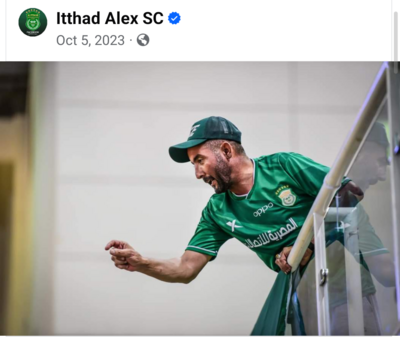 Itthad Alex SC
Oct 5, 2023 ·
oppo
المصرية للاتصالات